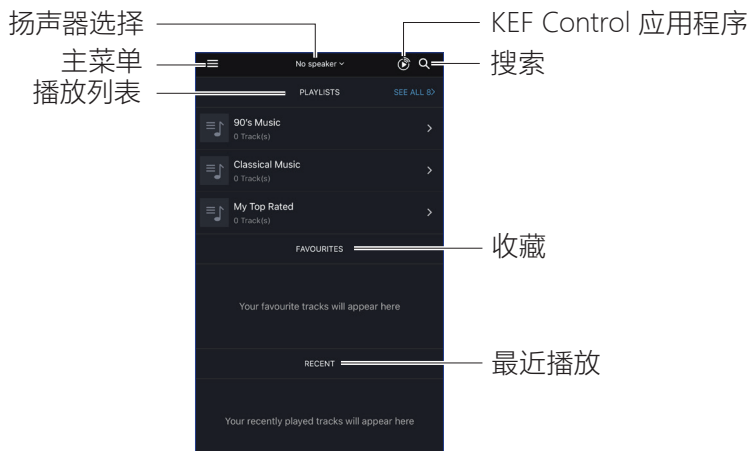 扬声器选择
KEF Control 应用程序
主菜单
No speaker
搜索
播放列表
PLAYLISTS
SEE ALL 8
90's Music
0 Track(s)
Classical Music
0 Track(s)
My Top Rated
0 Track(s)
FAVOURITES
收藏
Your favourite tracks will appear here
RECENT
最近播放
Your recently played tracks will appear here